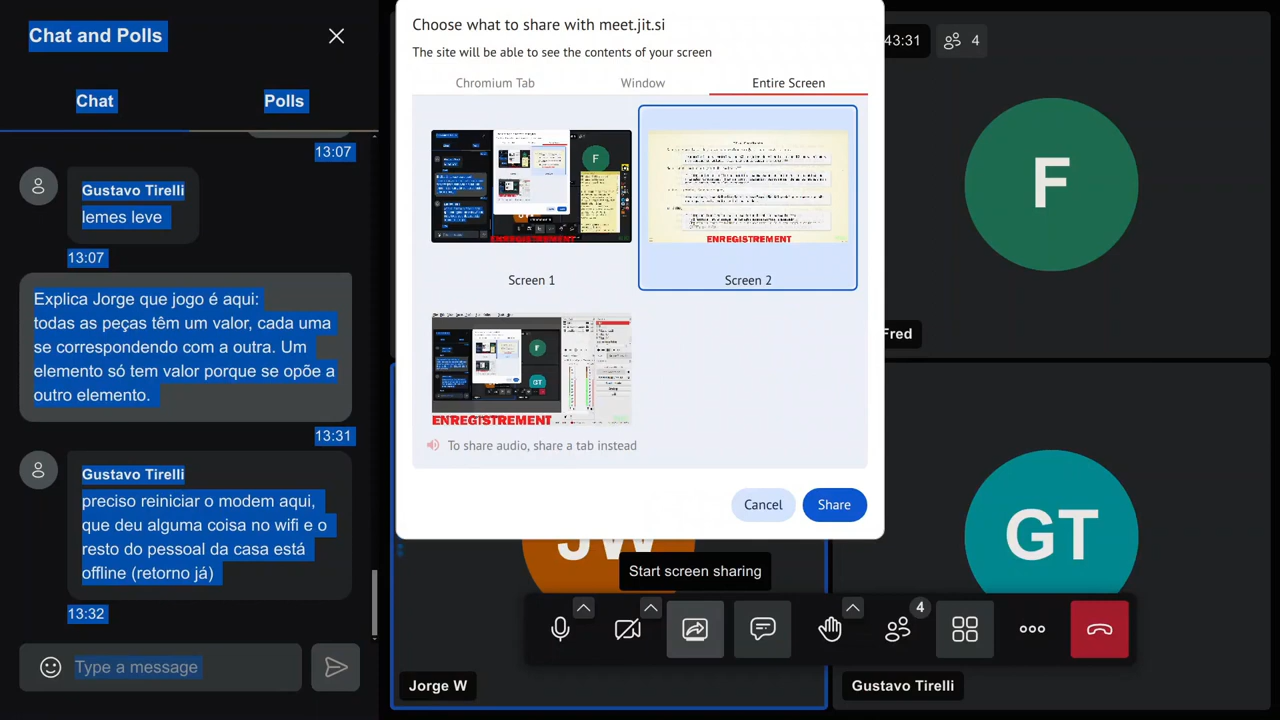 Chat and Polls
Chat
Polls
13:07
Gustavo Tirelli
lemes leve
13:07
Explica Jorge que jogo é aqui:
todas as peças têm um valor, cada uma
se correspondendo com a outra. Um
elemento só tem valor porque se opõe a
outro elemento.
13:31
Gustavo Tirelli
preciso reiniciar o modem aqui,
que deu alguma coisa no wifi e o
resto do pessoal da casa está
offline (retorno já)
13:32
Type a message
Choose what to share with meet.jit.si
The site will be able to see the contents of your screen
Chromium Tab
Window
Entire Screen
F
ENREGISTREMENT
Screen 1
Screen 2
F
GT
ENREGISTREMENT
To share audio, share a tab instead
Cancel
Share
43:31
4
F
Fred
JW
Start screen sharing
4
Jorge W
GT
Gustavo Tirelli